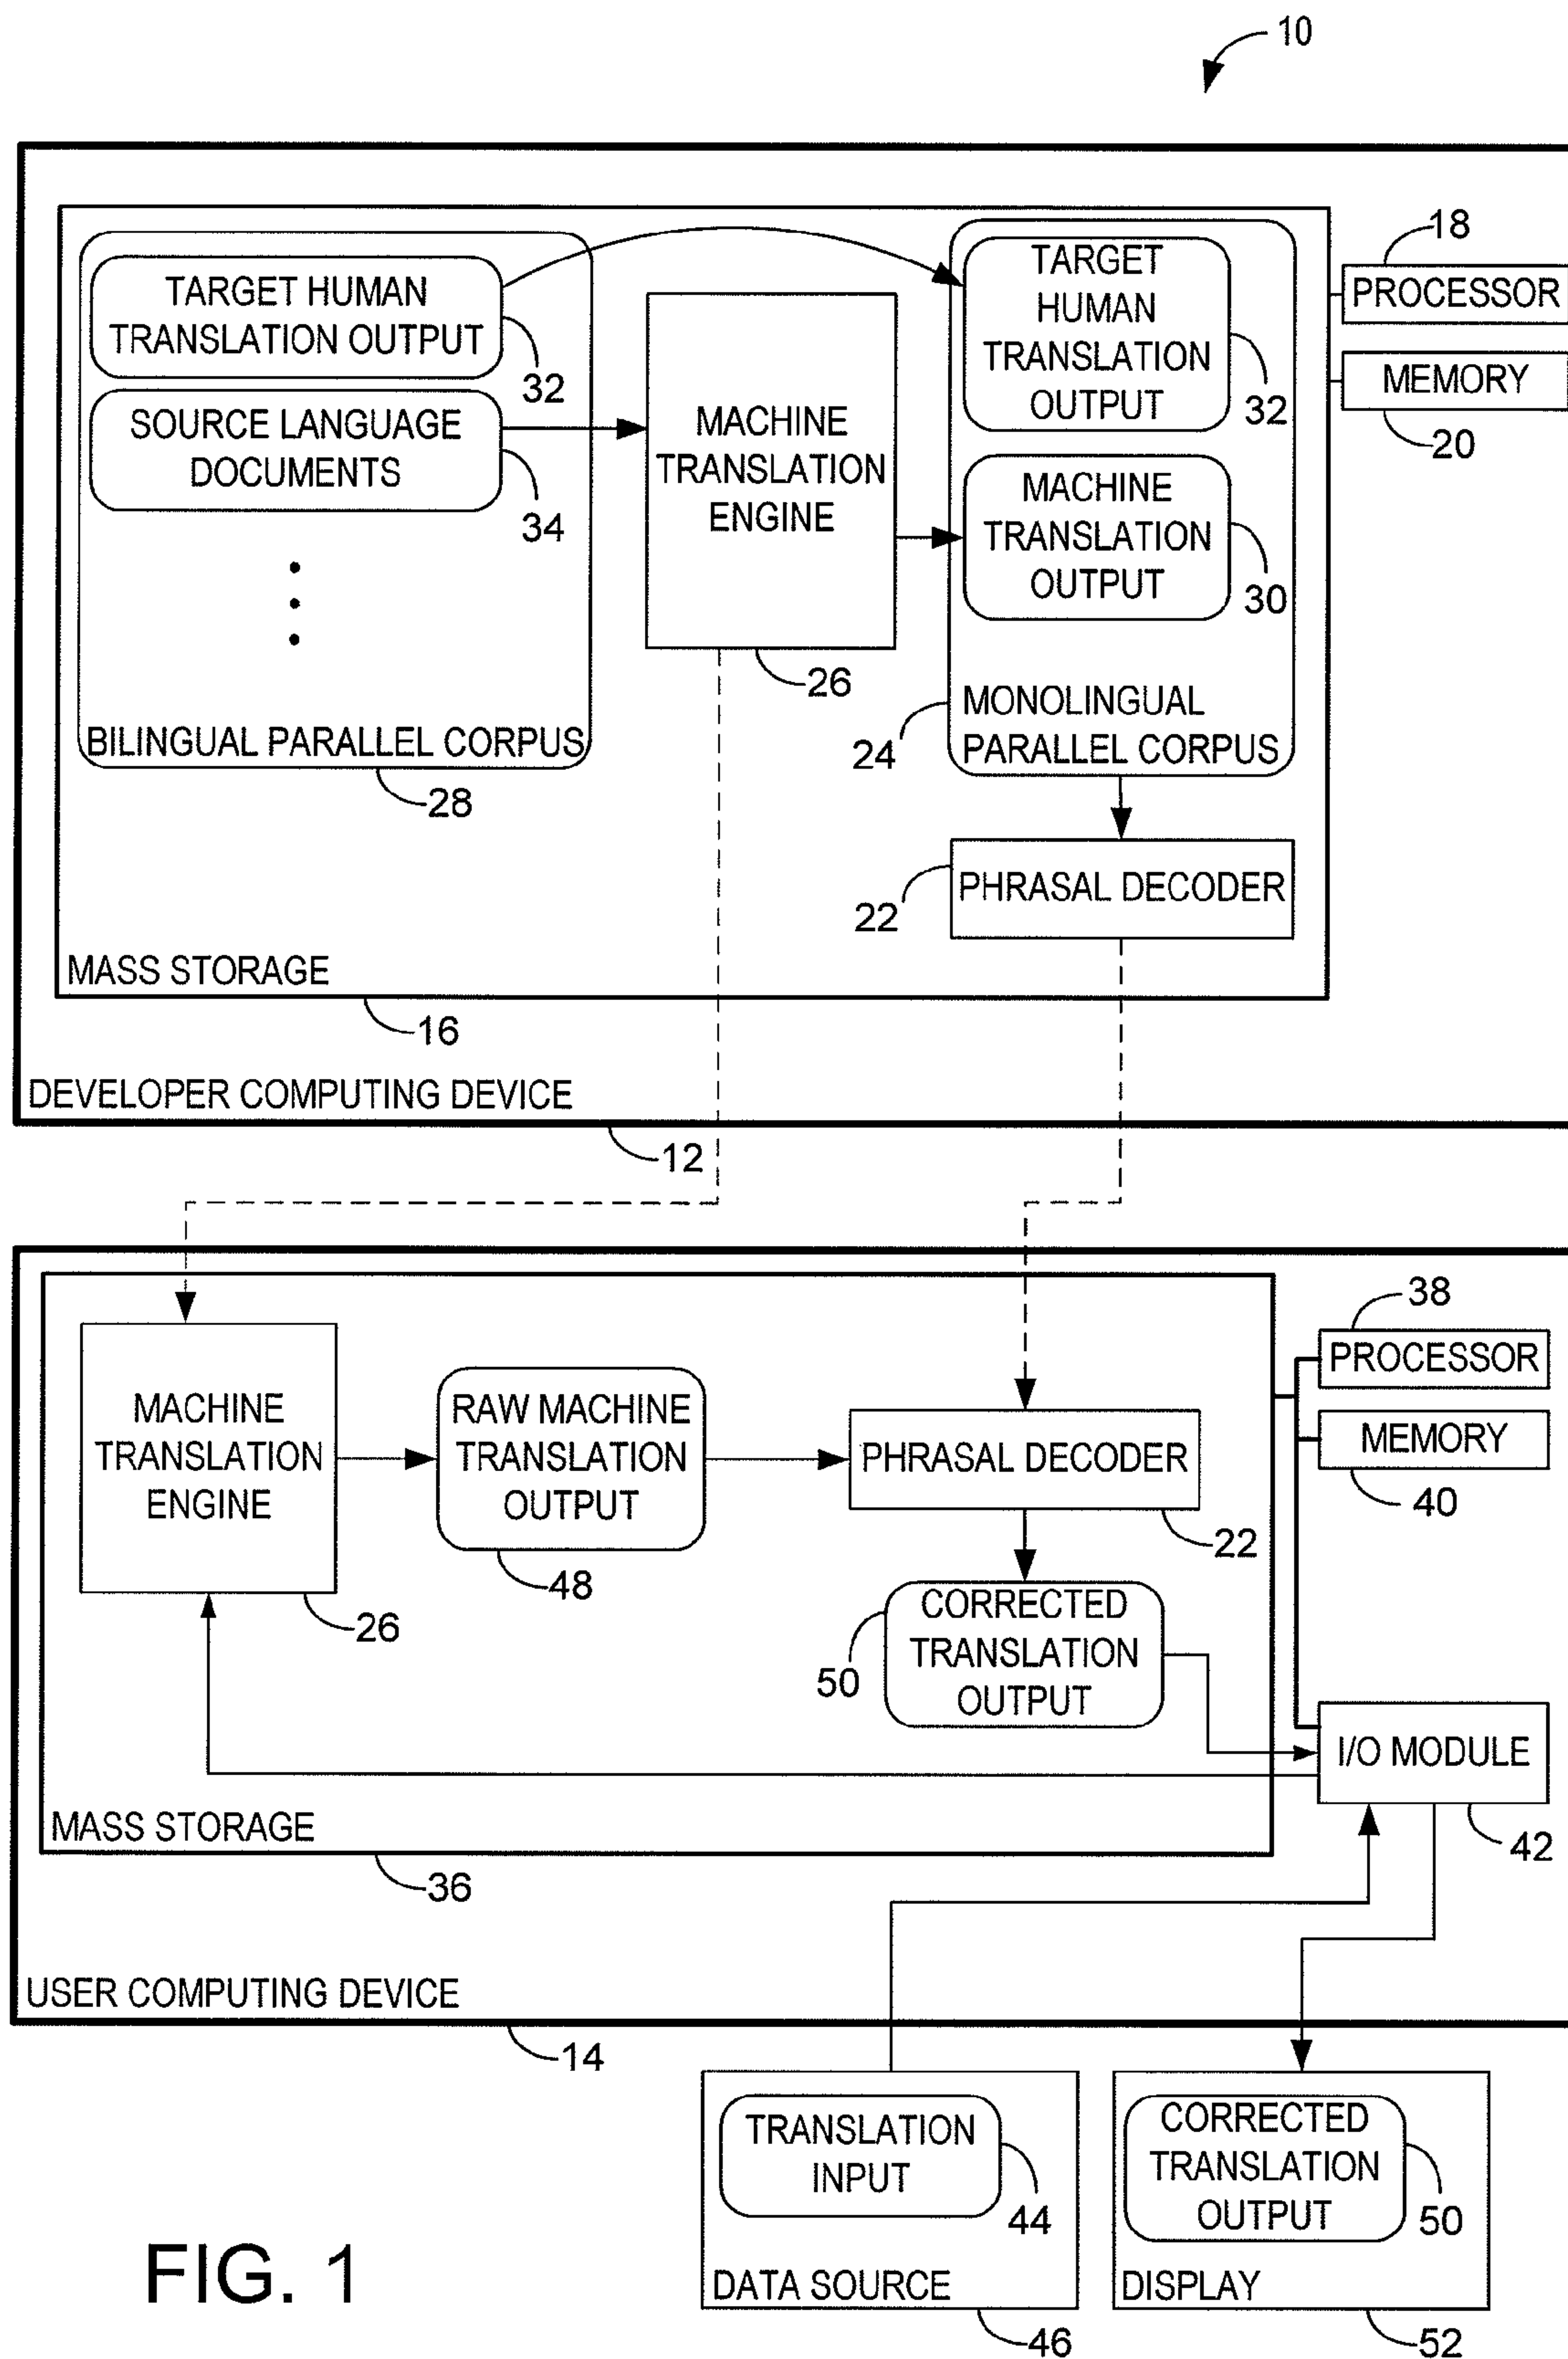 10
TARGET HUMAN
TRANSLATION OUTPUT
32
SOURCE LANGUAGE
DOCUMENTS
34
BILINGUAL PARALLEL CORPUS
28
MACHINE
TRANSLATION
ENGINE
26
TARGET
HUMAN
TRANSLATION
OUTPUT
32
MACHINE
TRANSLATION
OUTPUT
30
MONOLINGUAL
PARALLEL CORPUS
24
PHRASAL DECODER
22
18
PROCESSOR
MEMORY
20
MASS STORAGE
16
DEVELOPER COMPUTING DEVICE
12
MACHINE
TRANSLATION
ENGINE
26
RAW MACHINE
TRANSLATION
OUTPUT
48
PHRASAL DECODER
22
CORRECTED
TRANSLATION
OUTPUT
50
38
PROCESSOR
MEMORY
40
I/O MODULE
42
MASS STORAGE
36
USER COMPUTING DEVICE
14
TRANSLATION
INPUT
44
DATA SOURCE
46
CORRECTED
TRANSLATION
OUTPUT
50
DISPLAY
52
FIG. 1